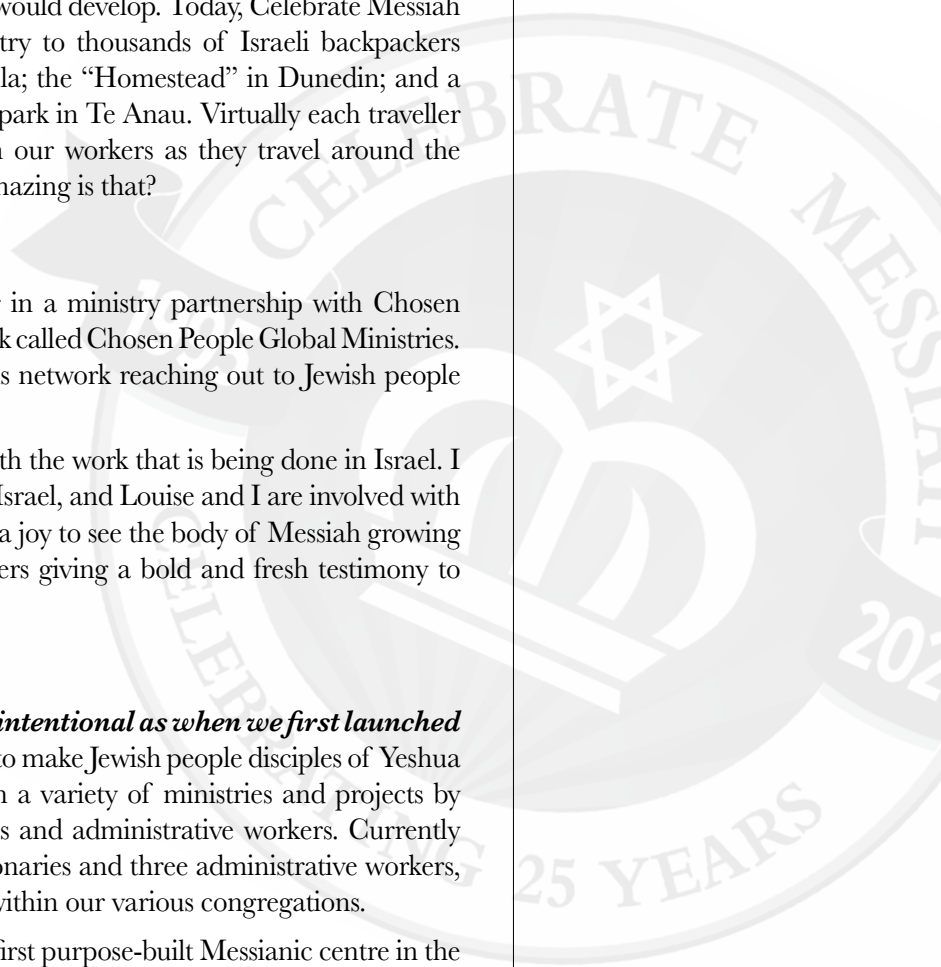 would develop. Today, Celebrate Messiah
try to thousands of Israeli backpackers
la; the “Homestead” in Dunedin; and a
park in Te Anau. Virtually each traveller
our workers as they travel around the
mazing is that?
in a ministry partnership with Chosen
k called Chosen People Global Ministries.
s network reaching out to Jewish people
th the work that is being done in Israel. I
Israel, and Louise and I are involved with
a joy to see the body of Messiah growing
ers giving a bold and fresh testimony to
intentional as when we first launched
to make Jewish people disciples of Yeshua
a variety of ministries and projects by
s and administrative workers. Currently
onaries and three administrative workers,
within our various congregations.
first purpose-built Messianic centre in the
CELEBRATE MESSIAH
1995
202
CELEBRATING 25 YEARS